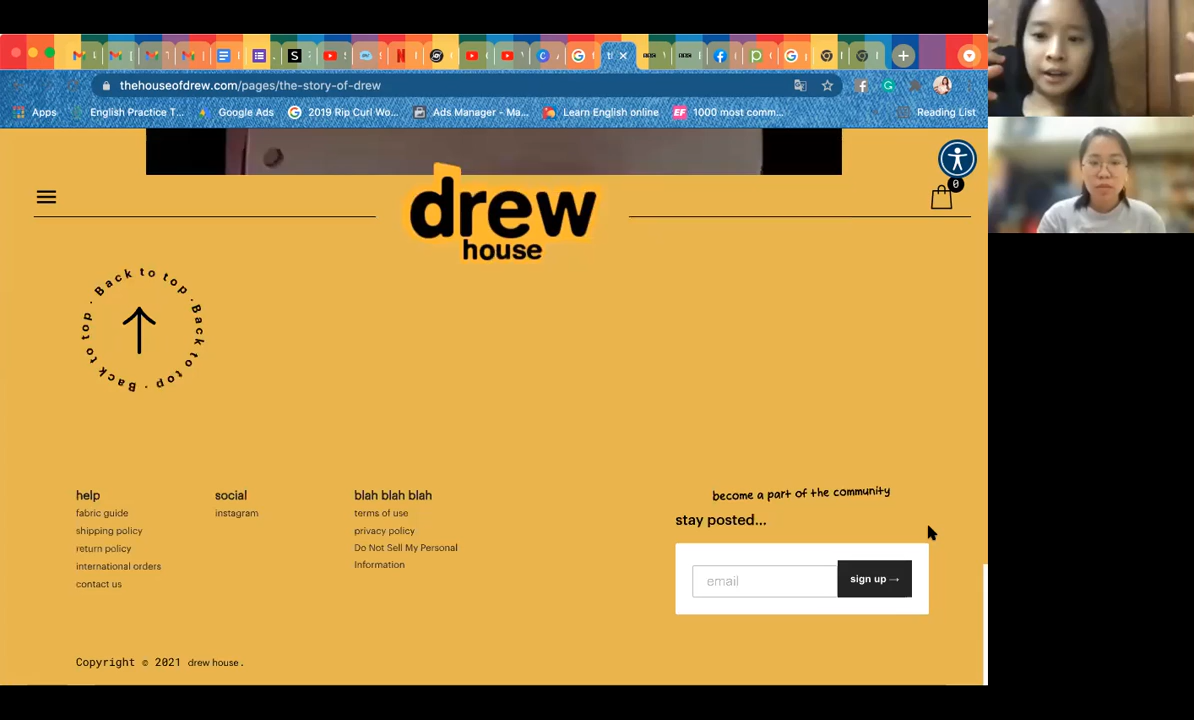 thehouseofdrew.com/pages/the-story-of-drew
Apps
English Practice T...
Google Ads
2019 Rip Curl Wo...
Ads Manager - Ma...
Learn English online
EF
1000 most comm...
Reading List
drew
house
0
Back to top . Back to top . Back to top .
help
fabric guide
shipping policy
return policy
international orders
contact us
social
instagram
blah blah blah
terms of use
privacy policy
Do Not Sell My Personal
Information
become a part of the community
stay posted...
email
sign up →
Copyright © 2021 drew house.